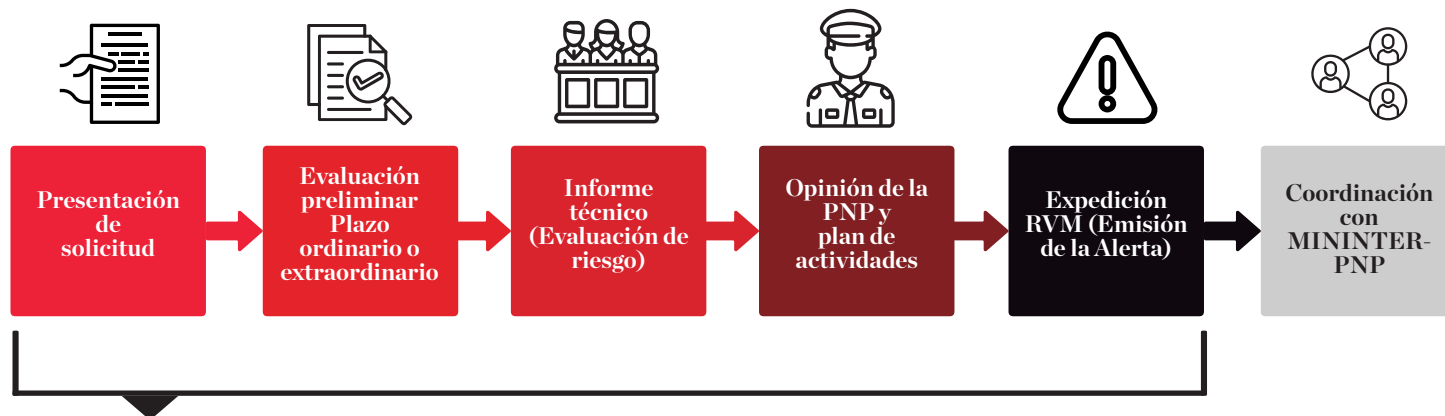 Presentación
de
solicitud
Evaluación
preliminar
Plazo
ordinario o
extraordinario
Informe
técnico
(Evaluación de
riesgo)
Opinión de la
PNP y
plan de
actividades
Expedición
RVM (Emisión
de la Alerta)
Coordinación
con
MININTER-
PNP